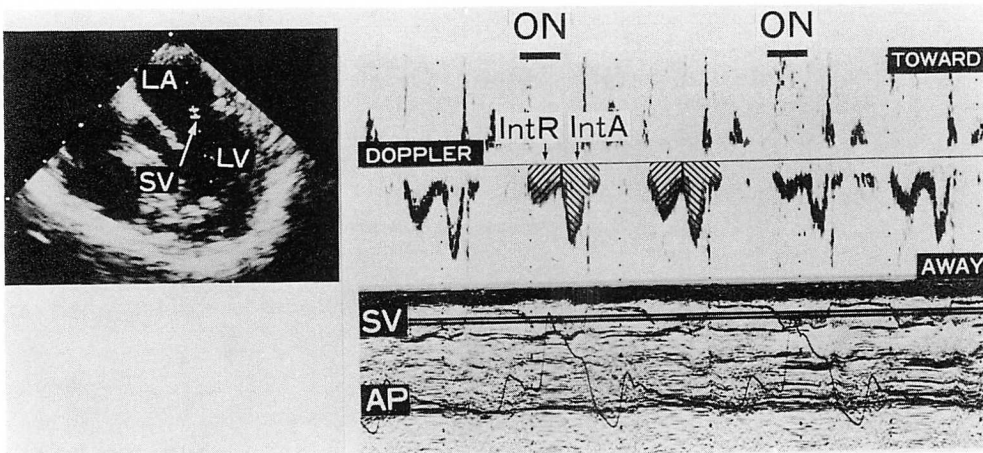 LA
SV
LV
ON
ON
TOWARD
IntR
IntA
DOPPLER
AWAY
SV
AP